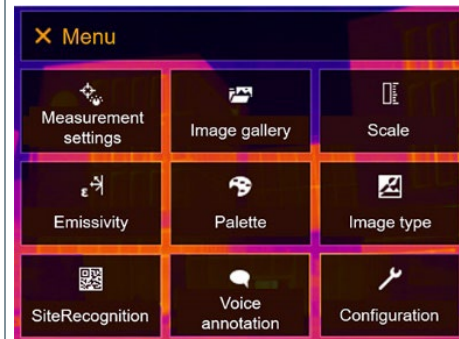 Menu
Measurement
settings
Image gallery
Scale
ε
Emissivity
Palette
Image type
SiteRecognition
Voice
annotation
Configuration